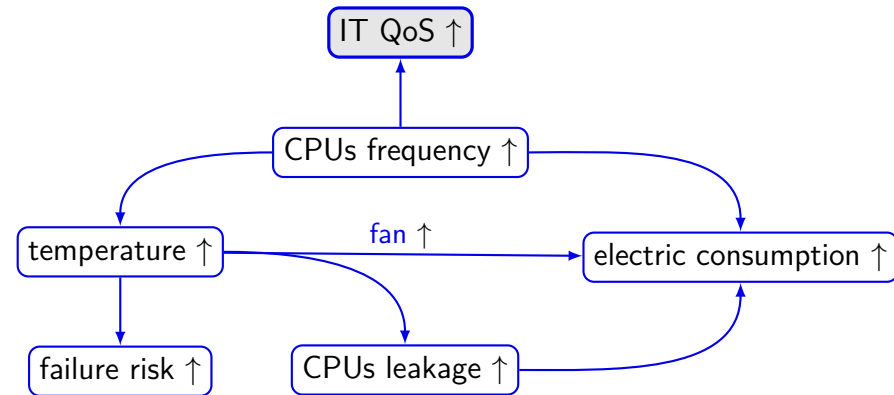 IT QoS ↑
CPUs frequency ↑
fan ↑
temperature ↑
electric consumption ↑
failure risk ↑
CPUs leakage ↑